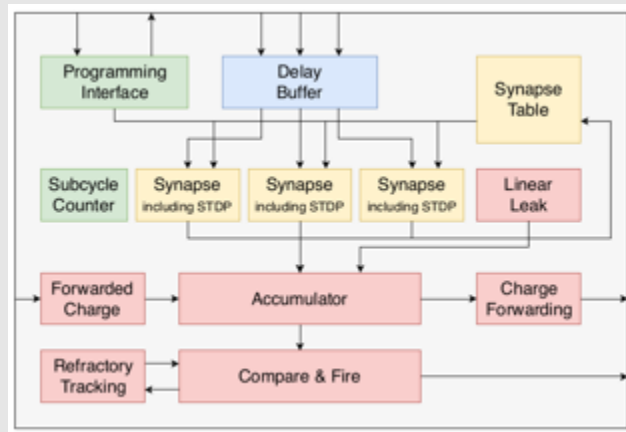 Programming
Interface
Delay
Buffer
Synapse
Table
Subcycle
Counter
Synapse
including STDP
Synapse
including STDP
Synapse
including STDP
Linear
Leak
Forwarded
Charge
Accumulator
Charge
Forwarding
Refractory
Tracking
Compare & Fire